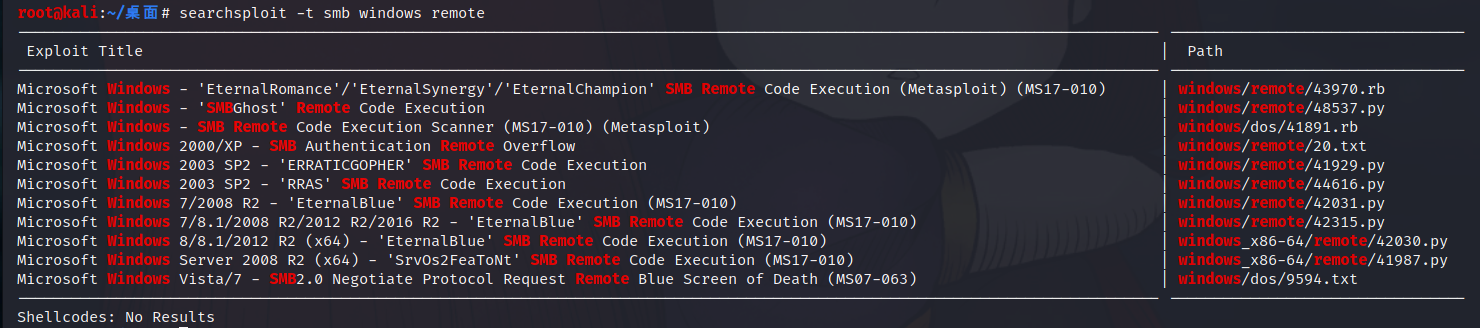 root@kali:~/桌面# searchsploit -t smb windows remote
Exploit Title | Path
Microsoft Windows - 'EternalRomance'/'EternalSynergy'/'EternalChampion' SMB Remote Code Execution (Metasploit) (MS17-010) | windows/remote/43970.rb
Microsoft Windows - 'SMBGhost' Remote Code Execution | windows/remote/48537.py
Microsoft Windows - SMB Remote Code Execution Scanner (MS17-010) (Metasploit) | windows/dos/41891.rb
Microsoft Windows 2000/XP - SMB Authentication Remote Overflow | windows/remote/20.txt
Microsoft Windows 2003 SP2 - 'ERRATICGOPHER' SMB Remote Code Execution | windows/remote/41929.py
Microsoft Windows 2003 SP2 - 'RRAS' SMB Remote Code Execution | windows/remote/44616.py
Microsoft Windows 7/2008 R2 - 'EternalBlue' SMB Remote Code Execution (MS17-010) | windows/remote/42031.py
Microsoft Windows 7/8.1/2008 R2/2012 R2/2016 R2 - 'EternalBlue' SMB Remote Code Execution (MS17-010) | windows/remote/42315.py
Microsoft Windows 8/8.1/2012 R2 (x64) - 'EternalBlue' SMB Remote Code Execution (MS17-010) | windows_x86-64/remote/42030.py
Microsoft Windows Server 2008 R2 (x64) - 'SrvOs2FeaToNt' SMB Remote Code Execution (MS17-010) | windows_x86-64/remote/41987.py
Microsoft Windows Vista/7 - SMB2.0 Negotiate Protocol Request Remote Blue Screen of Death (MS07-063) | windows/dos/9594.txt
Shellcodes: No Results